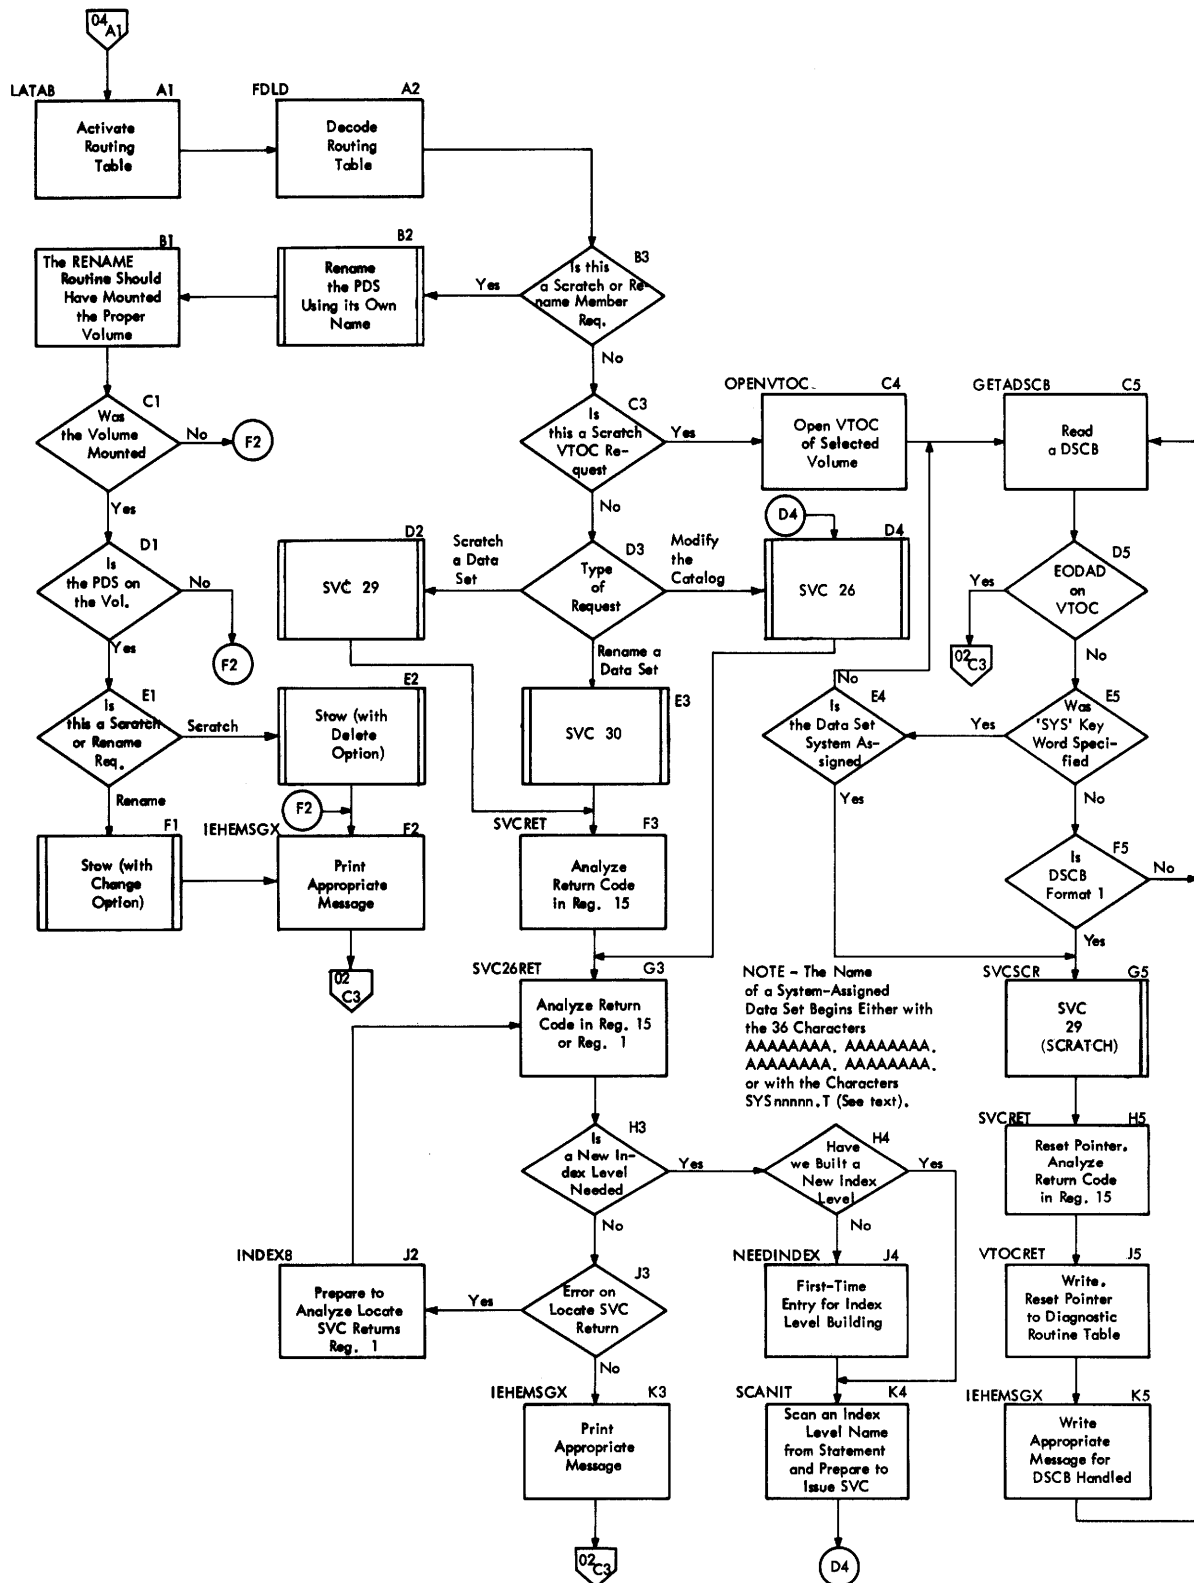 04
A1
LATAB
A1
Activate
Routing
Table
FDLD
A2
Decode
Routing
Table
B1
The RENAME
Routine Should
Have Mounted
the Proper
Volume
B2
Rename
the PDS
Using its Own
Name
Yes
B3
Is this
a Scratch or Re-
name Member
Req.
No
C1
Was
the Volume
Mounted
No
F2
Yes
C3
Is
this a Scratch
VTOC Re-
quest
Yes
No
OPENVTOC
C4
Open VTOC
of Selected
Volume
GETADSCB
C5
Read
a DSCB
D1
Is
the PDS on
the Vol.
No
F2
Yes
D2
SVC 29
Scratch
a Data
Set
D3
Type
of
Request
Modify
the
Catalog
Rename a
Data Set
D4
D4
SVC 26
D5
EODAD
on
VTOC
Yes
02
C3
No
E1
Is
this a Scratch
or Rename
Req.
Scratch
Rename
E2
Stow (with
Delete
Option)
E3
SVC 30
No
E4
Is
the Data Set
System As-
signed
Yes
E5
Was
'SYS' Key
Word Speci-
fied
Yes
No
F1
Stow (with
Change
Option)
F2
IEHEMSGX
F2
Print
Appropriate
Message
02
C3
SVCRET
F3
Analyze
Return Code
in Reg. 15
F5
Is
DSCB
Format 1
No
Yes
SVC26RET
G3
Analyze Return
Code in Reg. 15
or Reg. 1
NOTE - The Name
of a System-Assigned
Data Set Begins Either with
the 36 Characters
AAAAAAAA. AAAAAAAA.
AAAAAAAA. AAAAAAAA.
or with the Characters
SYSnnnnn.T (See text).
SVCSCR
G5
SVC
29
(SCRATCH)
H3
Is
a New In-
dex Level
Needed
Yes
No
H4
Have
we Built a
New Index
Level
Yes
No
SVCRET
H5
Reset Pointer.
Analyze
Return Code
in Reg. 15
INDEX8
J2
Prepare to
Analyze Locate
SVC Returns
Reg. 1
Yes
J3
Error on
Locate SVC
Return
No
NEEDINDEX
J4
First-Time
Entry for Index
Level Building
VTOCRET
J5
Write.
Reset Pointer
to Diagnostic
Routine Table
IEHEMSGX
K3
Print
Appropriate
Message
02
C3
SCANIT
K4
Scan an Index
Level Name
from Statement
and Prepare to
Issue SVC
D4
IEHEMSGX
K5
Write
Appropriate
Message for
DSCB Handled